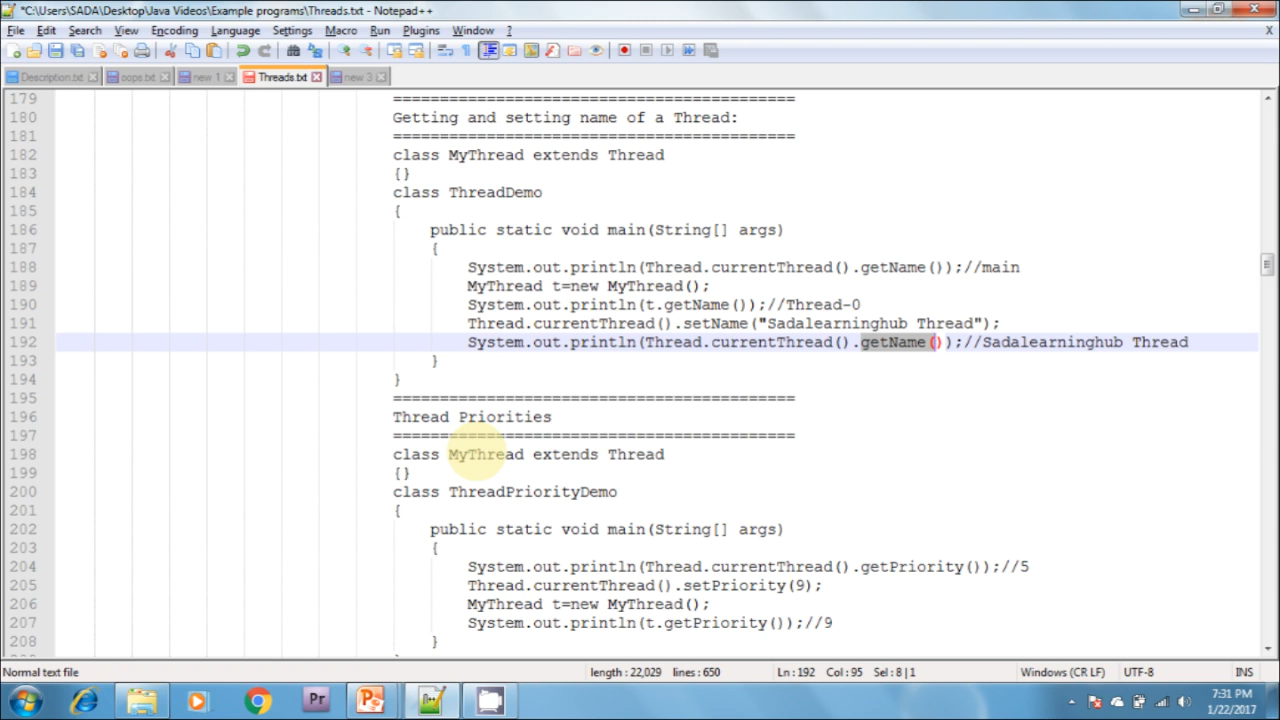 *C:\Users\SADA\Desktop\Java Videos\Example programs\Threads.txt - Notepad++
File Edit Search View Encoding Language Settings Macro Run Plugins Window ? X
Description.txt oops.txt new 1 Threads.txt new 3
179 ===========================================
180 Getting and setting name of a Thread:
181 ===========================================
182 class MyThread extends Thread
183 {}
184 class ThreadDemo
185 {
186 public static void main(String[] args)
187 {
188 System.out.println(Thread.currentThread().getName());//main
189 MyThread t=new MyThread();
190 System.out.println(t.getName());//Thread-0
191 Thread.currentThread().setName("Sadalearninghub Thread");
192 System.out.println(Thread.currentThread().getName());//Sadalearninghub Thread
193 }
194 }
195 ===========================================
196 Thread Priorities
197 ===========================================
198 class MyThread extends Thread
199 {}
200 class ThreadPriorityDemo
201 {
202 public static void main(String[] args)
203 {
204 System.out.println(Thread.currentThread().getPriority());//5
205 Thread.currentThread().setPriority(9);
206 MyThread t=new MyThread();
207 System.out.println(t.getPriority());//9
208 }
Normal text file length : 22,029 lines : 650 Ln : 192 Col : 95 Sel : 8 | 1 Windows (CR LF) UTF-8 INS
Pr 7:31 PM
1/22/2017